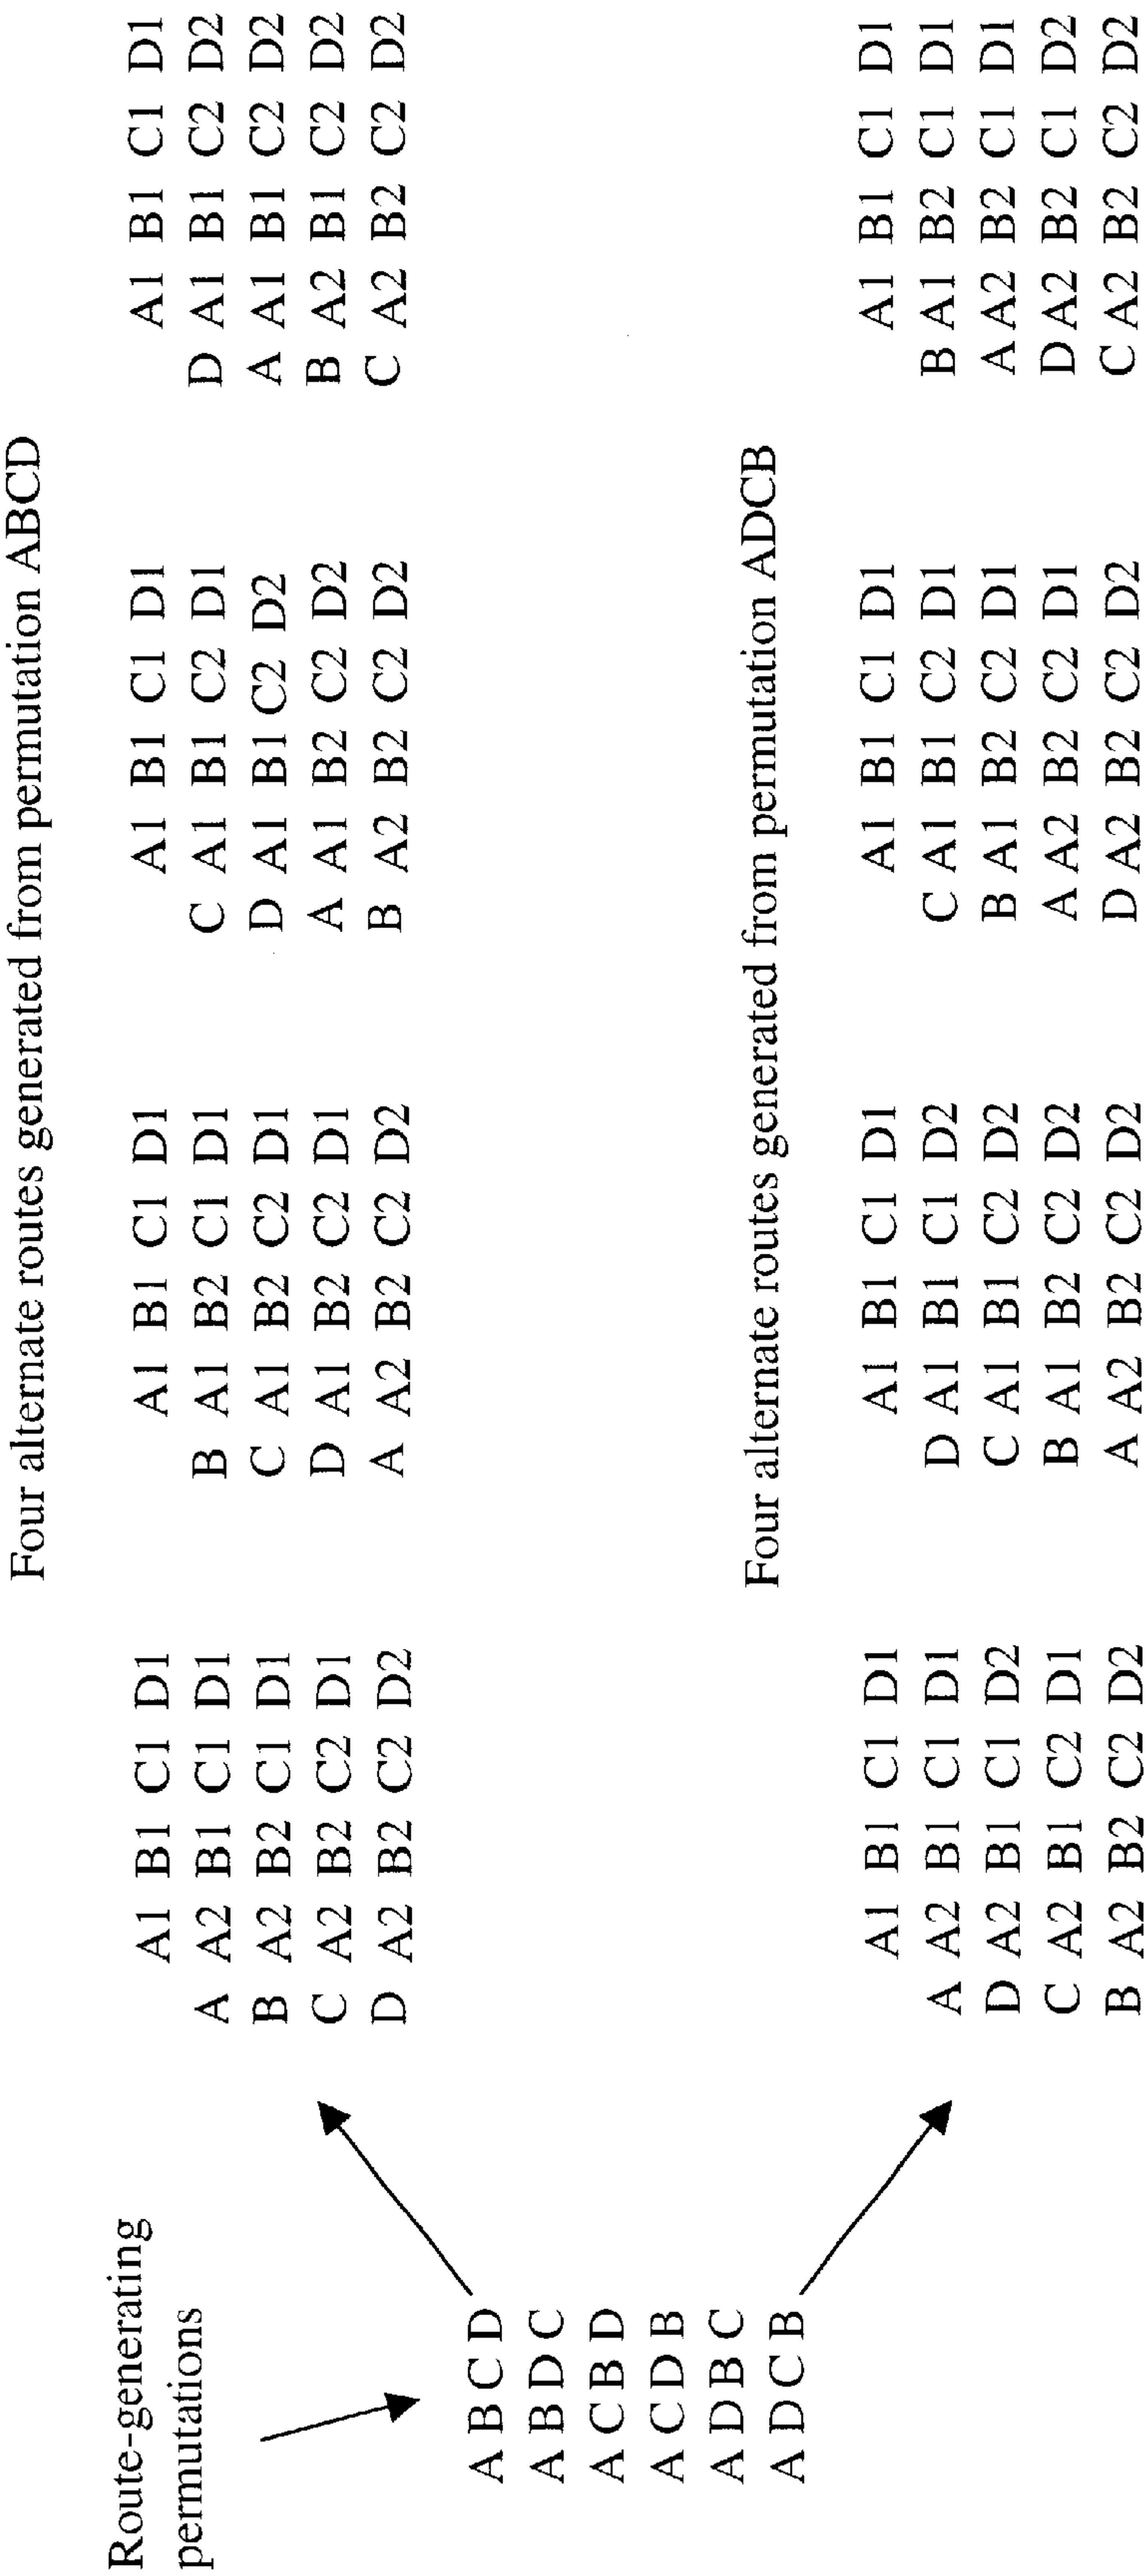 Route-generating
permutations
A B C D
A B D C
A C B D
A C D B
A D B C
A D C B
Four alternate routes generated from permutation ABCD
A1 B1 C1 D1
A A2 B1 C1 D1
B A2 B2 C1 D1
C A2 B2 C2 D1
D A2 B2 C2 D2
A1 B1 C1 D1
B A1 B2 C1 D1
C A1 B2 C2 D1
D A1 B2 C2 D1
A A2 B2 C2 D2
A1 B1 C1 D1
C A1 B1 C2 D1
D A1 B1 C2 D2
A A1 B2 C2 D2
B A2 B2 C2 D2
A1 B1 C1 D1
D A1 B1 C2 D2
A A1 B1 C2 D2
B A2 B1 C2 D2
C A2 B2 C2 D2
Four alternate routes generated from permutation ADCB
A1 B1 C1 D1
A A2 B1 C1 D1
D A2 B1 C1 D2
C A2 B1 C2 D1
B A2 B2 C2 D2
A1 B1 C1 D1
D A1 B1 C1 D2
C A1 B1 C2 D2
B A1 B2 C2 D2
A A2 B2 C2 D2
A1 B1 C1 D1
C A1 B1 C2 D1
B A1 B2 C2 D1
A A2 B2 C2 D1
D A2 B2 C2 D2
A1 B1 C1 D1
B A1 B2 C1 D1
A A2 B2 C1 D1
D A2 B2 C1 D2
C A2 B2 C2 D2